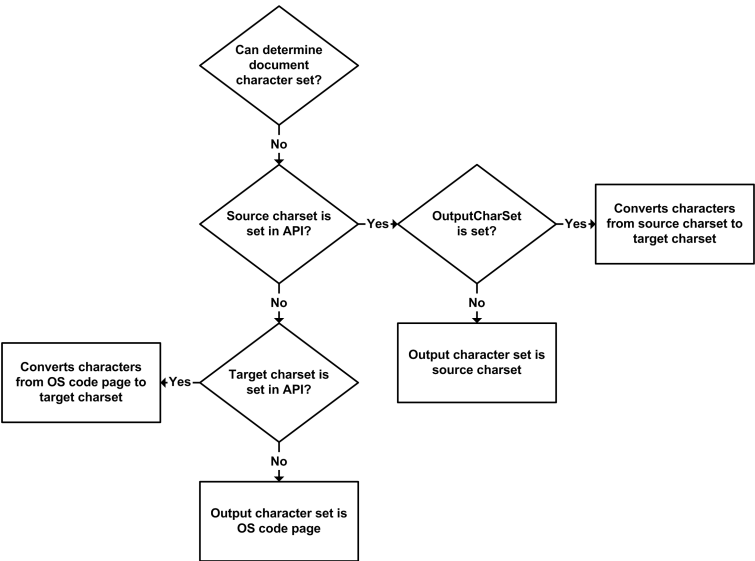 Can determine
document
character set?
No
Source charset is
set in API?
Yes
OutputCharSet
is set?
Yes
Converts characters
from source charset to
target charset
No
No
Output character set is
source charset
Converts characters
from OS code page to
target charset
Yes
Target charset is
set in API?
No
Output character set is
OS code page